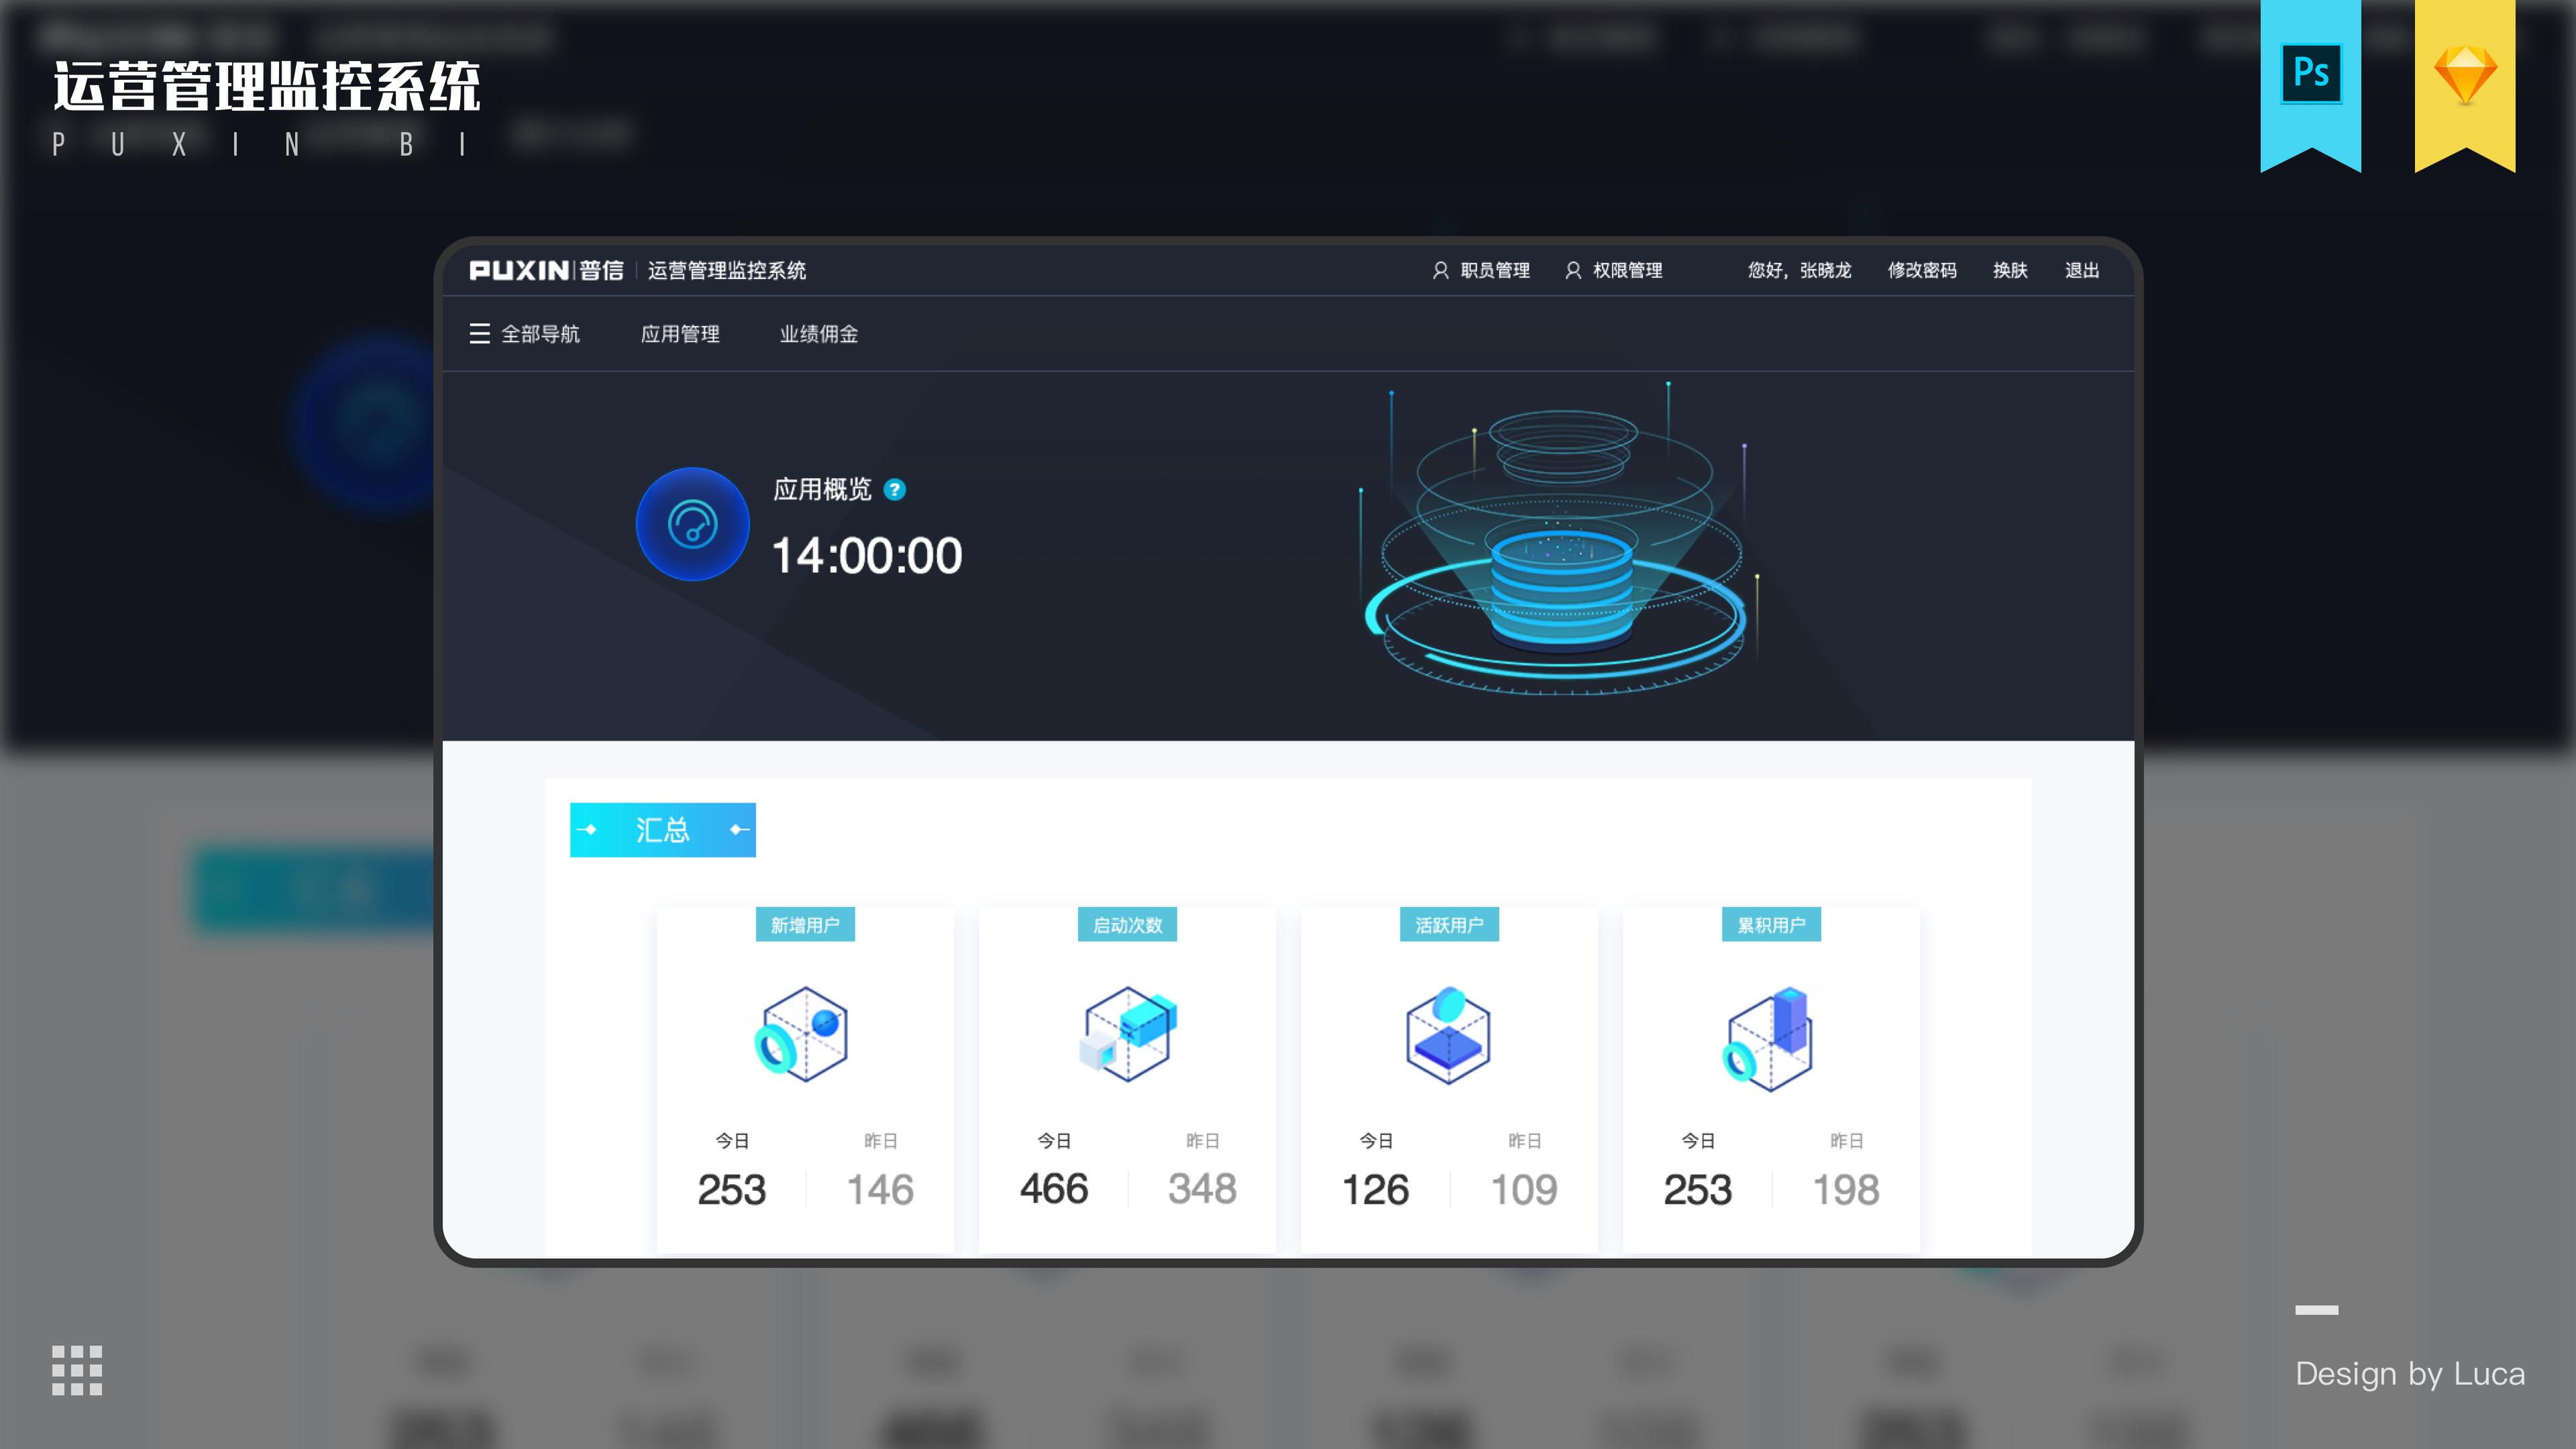 运营管理监控系统
PUXIN BI
Ps
PUXIN 普信 运营管理监控系统 职员管理 权限管理 您好，张晓龙 修改密码 换肤 退出
全部导航 应用管理 业绩佣金
应用概览 ?
14:00:00
汇总
新增用户 启动次数 活跃用户 累积用户
今日 昨日 今日 昨日 今日 昨日 今日 昨日
253 146 466 348 126 109 253 198
Design by Luca